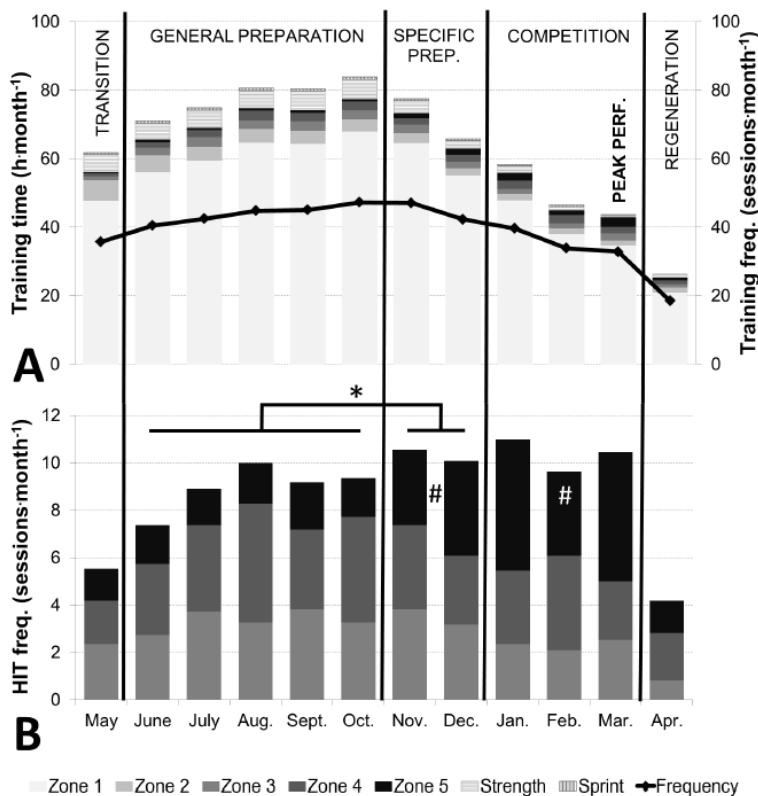 100
80
60
40
20
0
Training time (h·month-1)
TRANSITION
GENERAL PREPARATION
SPECIFIC
PREP.
COMPETITION
PEAK PERF.
REGENERATION
100
80
60
40
20
0
Training freq. (sessions·month-1)
A
12
10
8
6
4
2
0
HIT freq. (sessions·month-1)
*
#
#
B
May June July Aug. Sept. Oct. Nov. Dec. Jan. Feb. Mar. Apr.
Zone 1 Zone 2 Zone 3 Zone 4 Zone 5 Strength Sprint Frequency